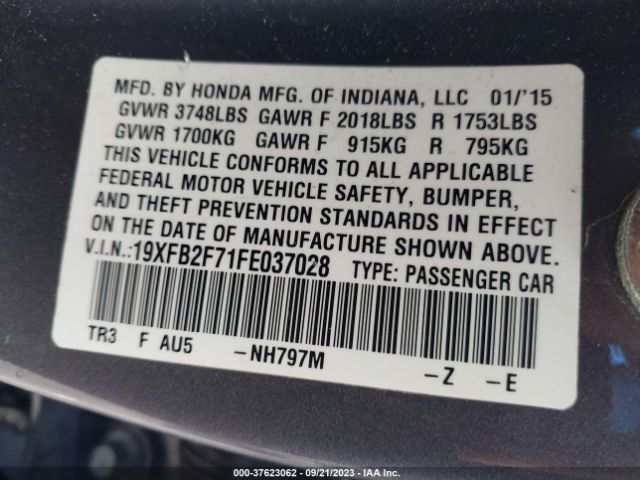 MFD. BY HONDA MFG. OF INDIANA, LLC 01/'15
GVWR 3748LBS GAWR F 2018LBS R 1753LBS
GVWR 1700KG GAWR F 915KG R 795KG
THIS VEHICLE CONFORMS TO ALL APPLICABLE
FEDERAL MOTOR VEHICLE SAFETY, BUMPER,
AND THEFT PREVENTION STANDARDS IN EFFECT
ON THE DATE OF MANUFACTURE SHOWN ABOVE.
V.I.N.:19XFB2F71FE037028 TYPE: PASSENGER CAR
TR3 F AU5 -NH797M -Z -E
000-37623062 - 09/21/2023 - IAA Inc.